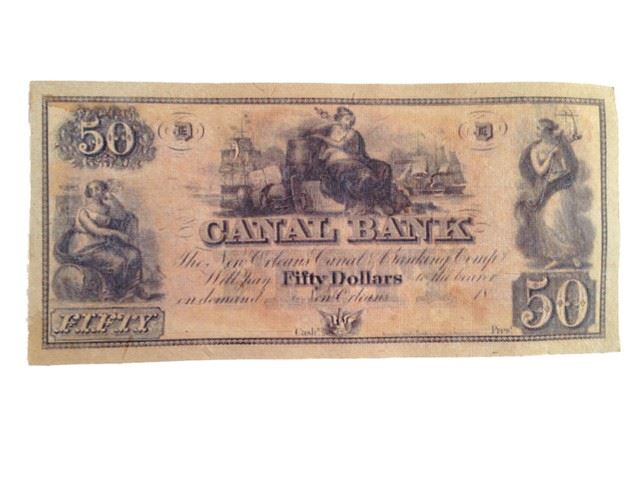 50
E
E
CANAL BANK
The New Orleans Canal & Banking Comp.y
Will pay Fifty Dollars to the bearer
on demand New Orleans 18
50
FIFTY
Cash.r
Pres.t